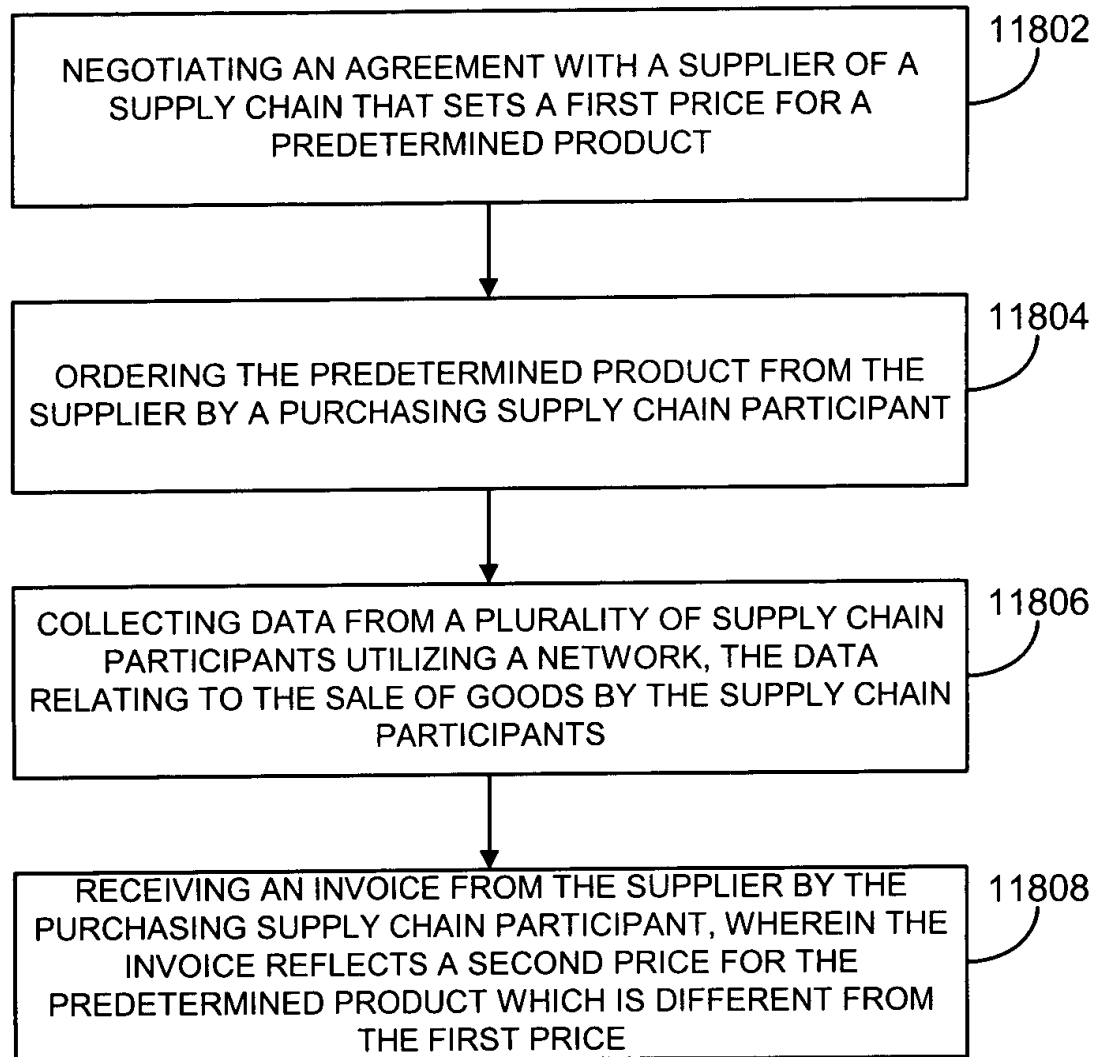 11802
NEGOTIATING AN AGREEMENT WITH A SUPPLIER OF A
SUPPLY CHAIN THAT SETS A FIRST PRICE FOR A
PREDETERMINED PRODUCT
11804
ORDERING THE PREDETERMINED PRODUCT FROM THE
SUPPLIER BY A PURCHASING SUPPLY CHAIN PARTICIPANT
11806
COLLECTING DATA FROM A PLURALITY OF SUPPLY CHAIN
PARTICIPANTS UTILIZING A NETWORK, THE DATA
RELATING TO THE SALE OF GOODS BY THE SUPPLY CHAIN
PARTICIPANTS
11808
RECEIVING AN INVOICE FROM THE SUPPLIER BY THE
PURCHASING SUPPLY CHAIN PARTICIPANT, WHEREIN THE
INVOICE REFLECTS A SECOND PRICE FOR THE
PREDETERMINED PRODUCT WHICH IS DIFFERENT FROM
THE FIRST PRICE